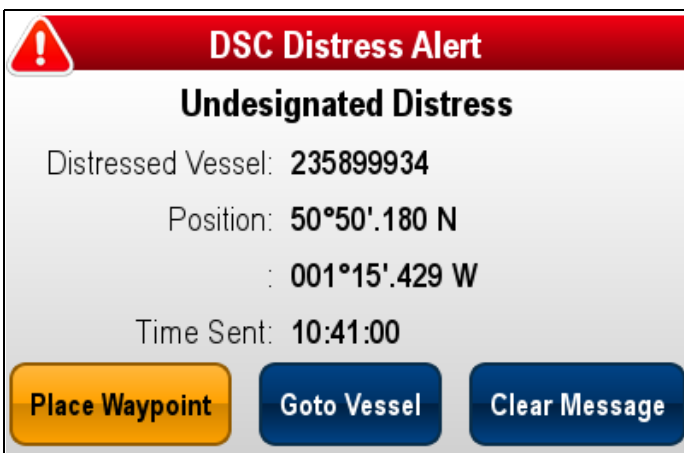 DSC Distress Alert
Undesignated Distress
Distressed Vessel: 235899934
Position: 50°50'.180 N
: 001°15'.429 W
Time Sent: 10:41:00
Place Waypoint Goto Vessel Clear Message